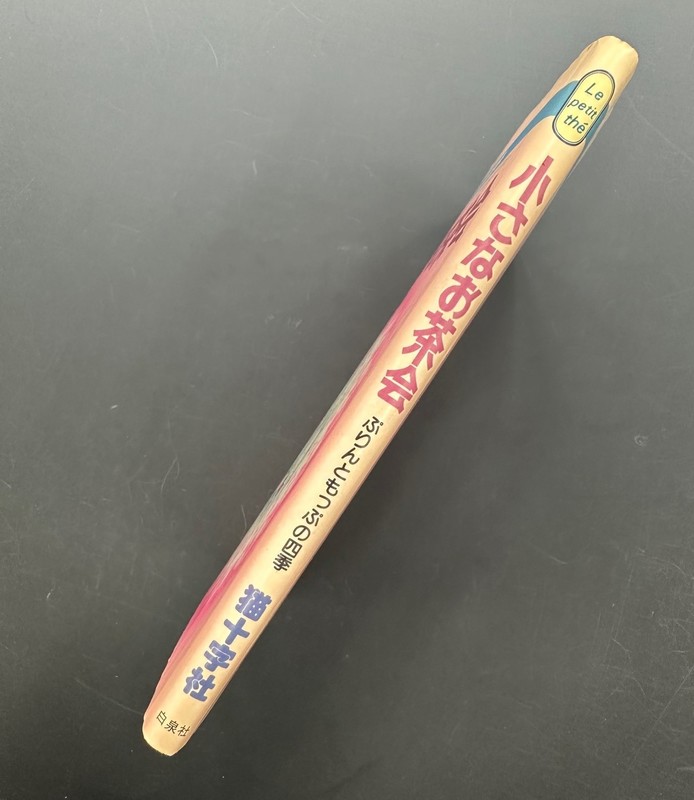 Le
petit
thé
小さなお茶会
ぷりんともっぷの四季
猫十字社
白泉社